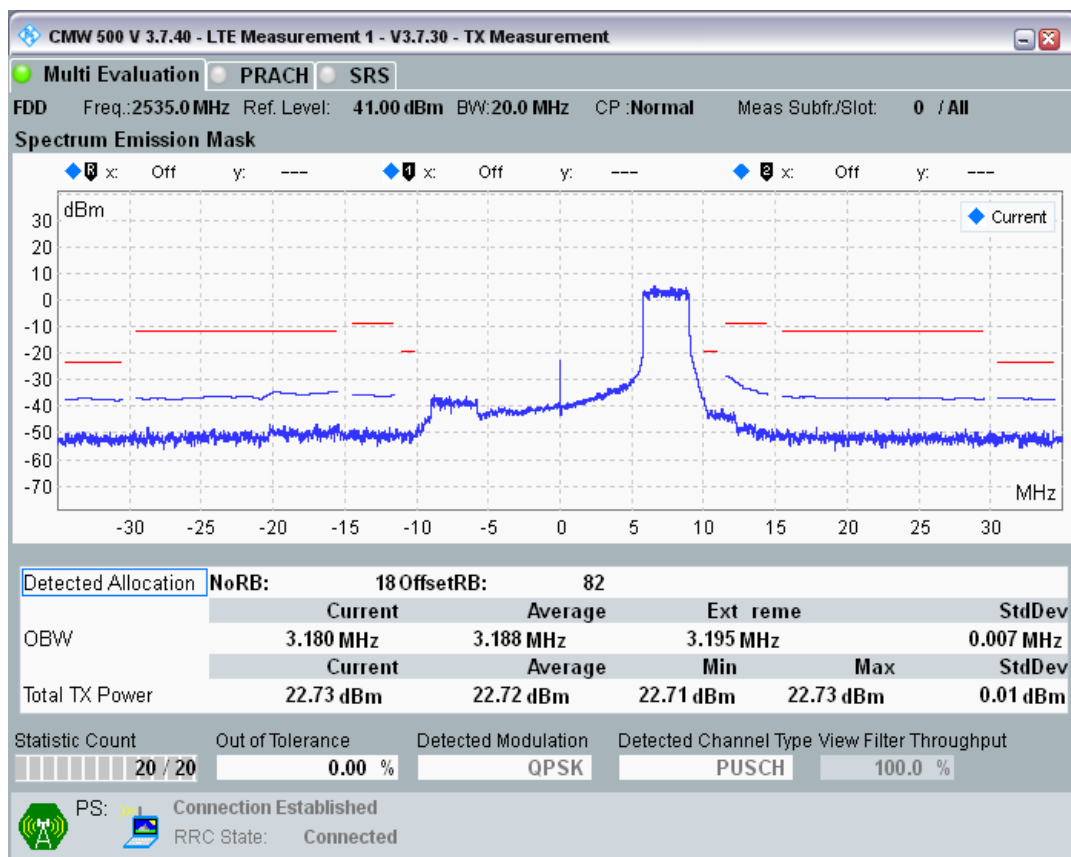 CMW 500 V 3.7.40 - LTE Measurement 1 - V3.7.30 - TX Measurement
Multi Evaluation PRACH SRS
FDD Freq.:2535.0 MHz Ref. Level: 41.00 dBm BW:20.0 MHz CP :Normal Meas Subfr./Slot: 0 / All
Spectrum Emission Mask
R x: Off y: --- 1 x: Off y: --- 2 x: Off y: ---
dBm
Current
30
20
10
0
-10
-20
-30
-40
-50
-60
-70
MHz
-30 -25 -20 -15 -10 -5 0 5 10 15 20 25 30
Detected Allocation NoRB: 18 OffsetRB: 82
Current Average Ext reme StdDev
OBW 3.180 MHz 3.188 MHz 3.195 MHz 0.007 MHz
Current Average Min Max StdDev
Total TX Power 22.73 dBm 22.72 dBm 22.71 dBm 22.73 dBm 0.01 dBm
Statistic Count Out of Tolerance Detected Modulation Detected Channel Type View Filter Throughput
20 / 20 0.00 % QPSK PUSCH 100.0 %
PS: Connection Established
RRC State: Connected